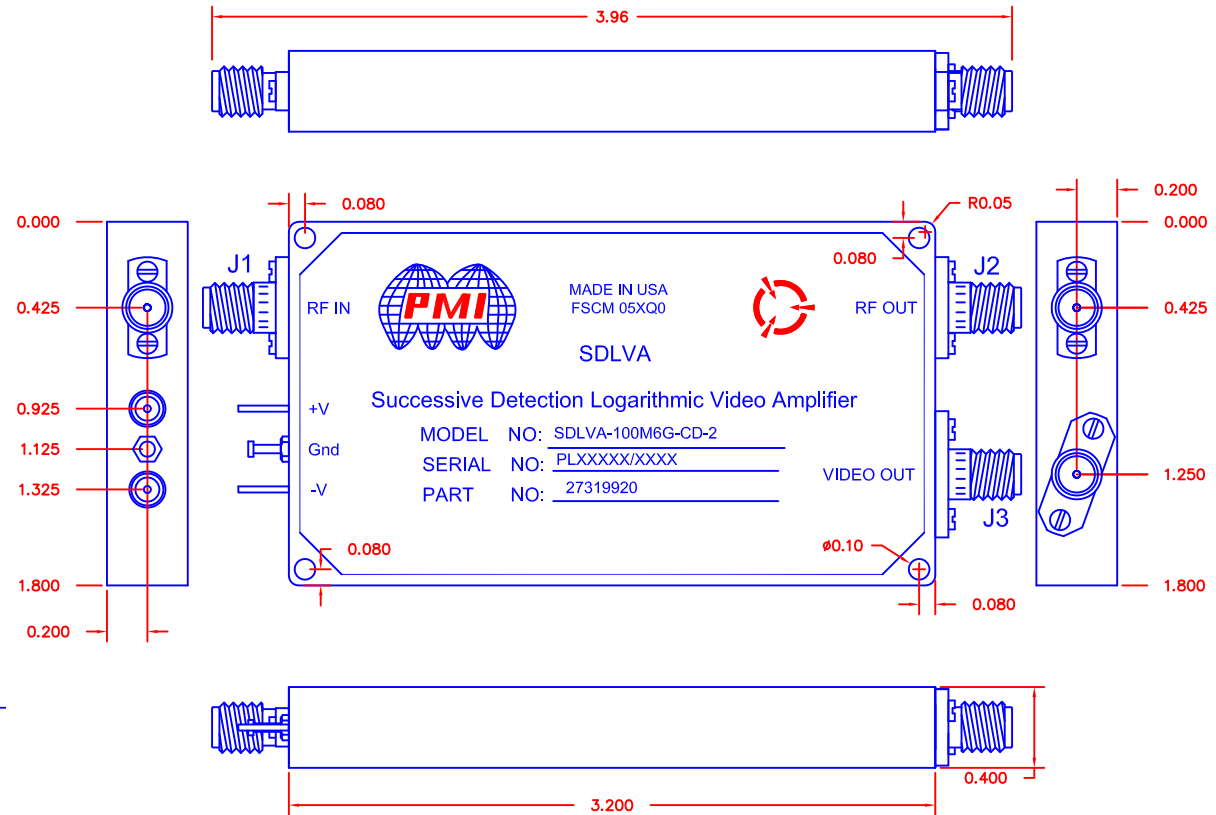 3.96
0.080
R0.05
0.200
0.000
0.000
0.080
J1
J2
0.425
RF IN
PMI
MADE IN USA
FSCM 05XQ0
RF OUT
0.425
SDLVA
Successive Detection Logarithmic Video Amplifier
0.925
+V
MODEL NO: SDLVA-100M6G-CD-2
1.125
Gnd
SERIAL NO: PLXXXXX/XXXX
VIDEO OUT
1.250
1.325
-V
PART NO: 27319920
J3
0.080
ø0.10
1.800
1.800
0.080
0.200
0.400
3.200